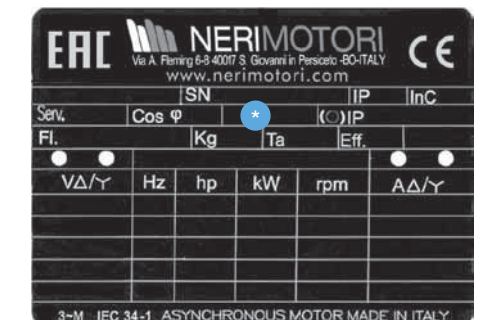 EAC NERIMOTORI CE
Via A. Fleming 6-8 40017 S. Giovanni in Persiceto -BO-ITALY
www.nerimotori.com
SN IP InC
Serv. Cos φ * (O)IP
Fl. Kg Ta Eff.
VΔ/Y Hz hp kW rpm AΔ/Y
3~M IEC 34-1 ASYNCHRONOUS MOTOR MADE IN ITALY